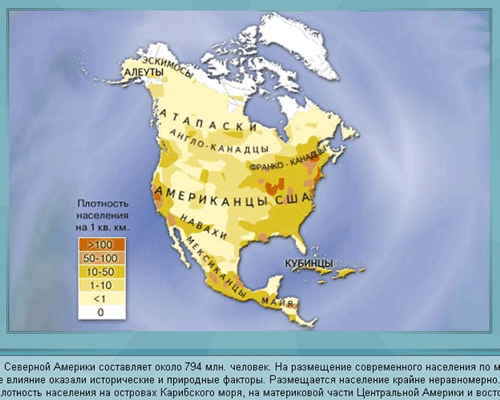 ЭСКИМОСЫ
АЛЕУТЫ
АТАПАСКИ
АНГЛО-КАНАДЦЫ
ФРАНКО-КАНАДЦЫ
АМЕРИКАНЦЫ США
НАВАХИ
МЕКСИКАНЦЫ
МАЙЯ
КУБИНЦЫ
Плотность
населения
на 1 кв. км.
>100
50-100
10-50
1-10
<1
0
Северной Америки составляет около 794 млн. человек. На размещение современного населения по м
е влияние оказали исторические и природные факторы. Размещается население крайне неравномерно.
лотность населения на островах Карибского моря, на материковой части Центральной Америки и восто